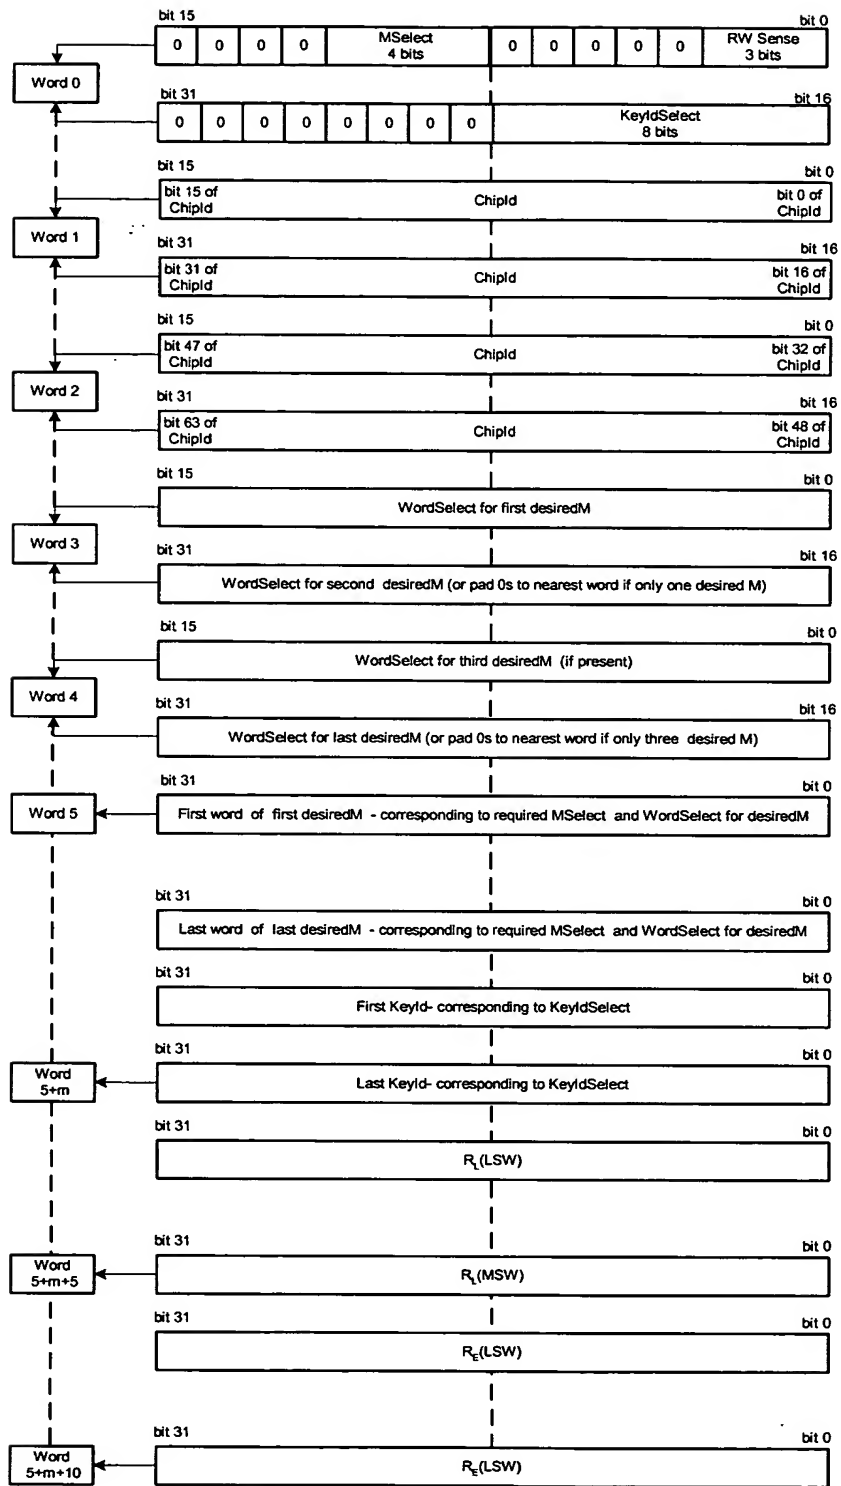 bit 15 bit 0
0 0 0 0 MSelect 4 bits 0 0 0 0 0 RW Sense 3 bits
Word 0
bit 31 bit 16
0 0 0 0 0 0 0 0 KeyIdSelect 8 bits
bit 15 bit 0
bit 15 of ChipId ChipId bit 0 of ChipId
Word 1
bit 31 bit 16
bit 31 of ChipId ChipId bit 16 of ChipId
bit 15 bit 0
bit 47 of ChipId ChipId bit 32 of ChipId
Word 2
bit 31 bit 16
bit 63 of ChipId ChipId bit 48 of ChipId
bit 15 bit 0
WordSelect for first desiredM
Word 3
bit 31 bit 16
WordSelect for second desiredM (or pad 0s to nearest word if only one desired M)
bit 15 bit 0
WordSelect for third desiredM (if present)
Word 4
bit 31 bit 16
WordSelect for last desiredM (or pad 0s to nearest word if only three desired M)
bit 31 bit 0
Word 5 First word of first desiredM - corresponding to required MSelect and WordSelect for desiredM
bit 31 bit 0
Last word of last desiredM - corresponding to required MSelect and WordSelect for desiredM
bit 31 bit 0
First KeyId- corresponding to KeyIdSelect
bit 31 bit 0
Word 5+m Last KeyId- corresponding to KeyIdSelect
bit 31 bit 0
R_L(LSW)
bit 31 bit 0
Word 5+m+5 R_L(MSW)
bit 31 bit 0
R_E(LSW)
bit 31 bit 0
Word 5+m+10 R_E(LSW)